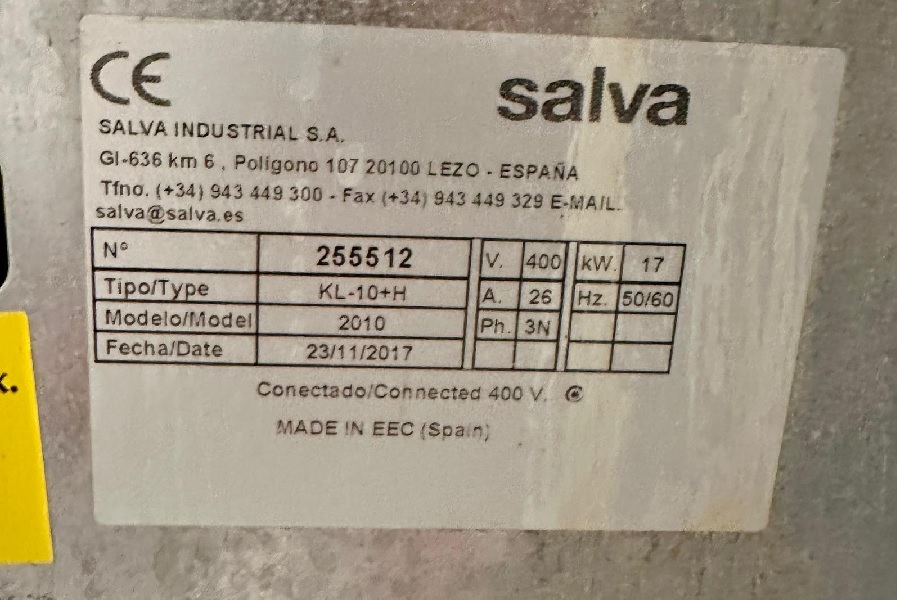 CE
salva
SALVA INDUSTRIAL S.A.
GI-636 km 6 , Polígono 107 20100 LEZO - ESPAÑA
Tfno. (+34) 943 449 300 - Fax (+34) 943 449 329 E-MAIL.
salva@salva.es
Nº 255512 V. 400 kW. 17
Tipo/Type KL-10+H A. 26 Hz. 50/60
Modelo/Model 2010 Ph. 3N
Fecha/Date 23/11/2017
Conectado/Connected 400 V.
MADE IN EEC (Spain)